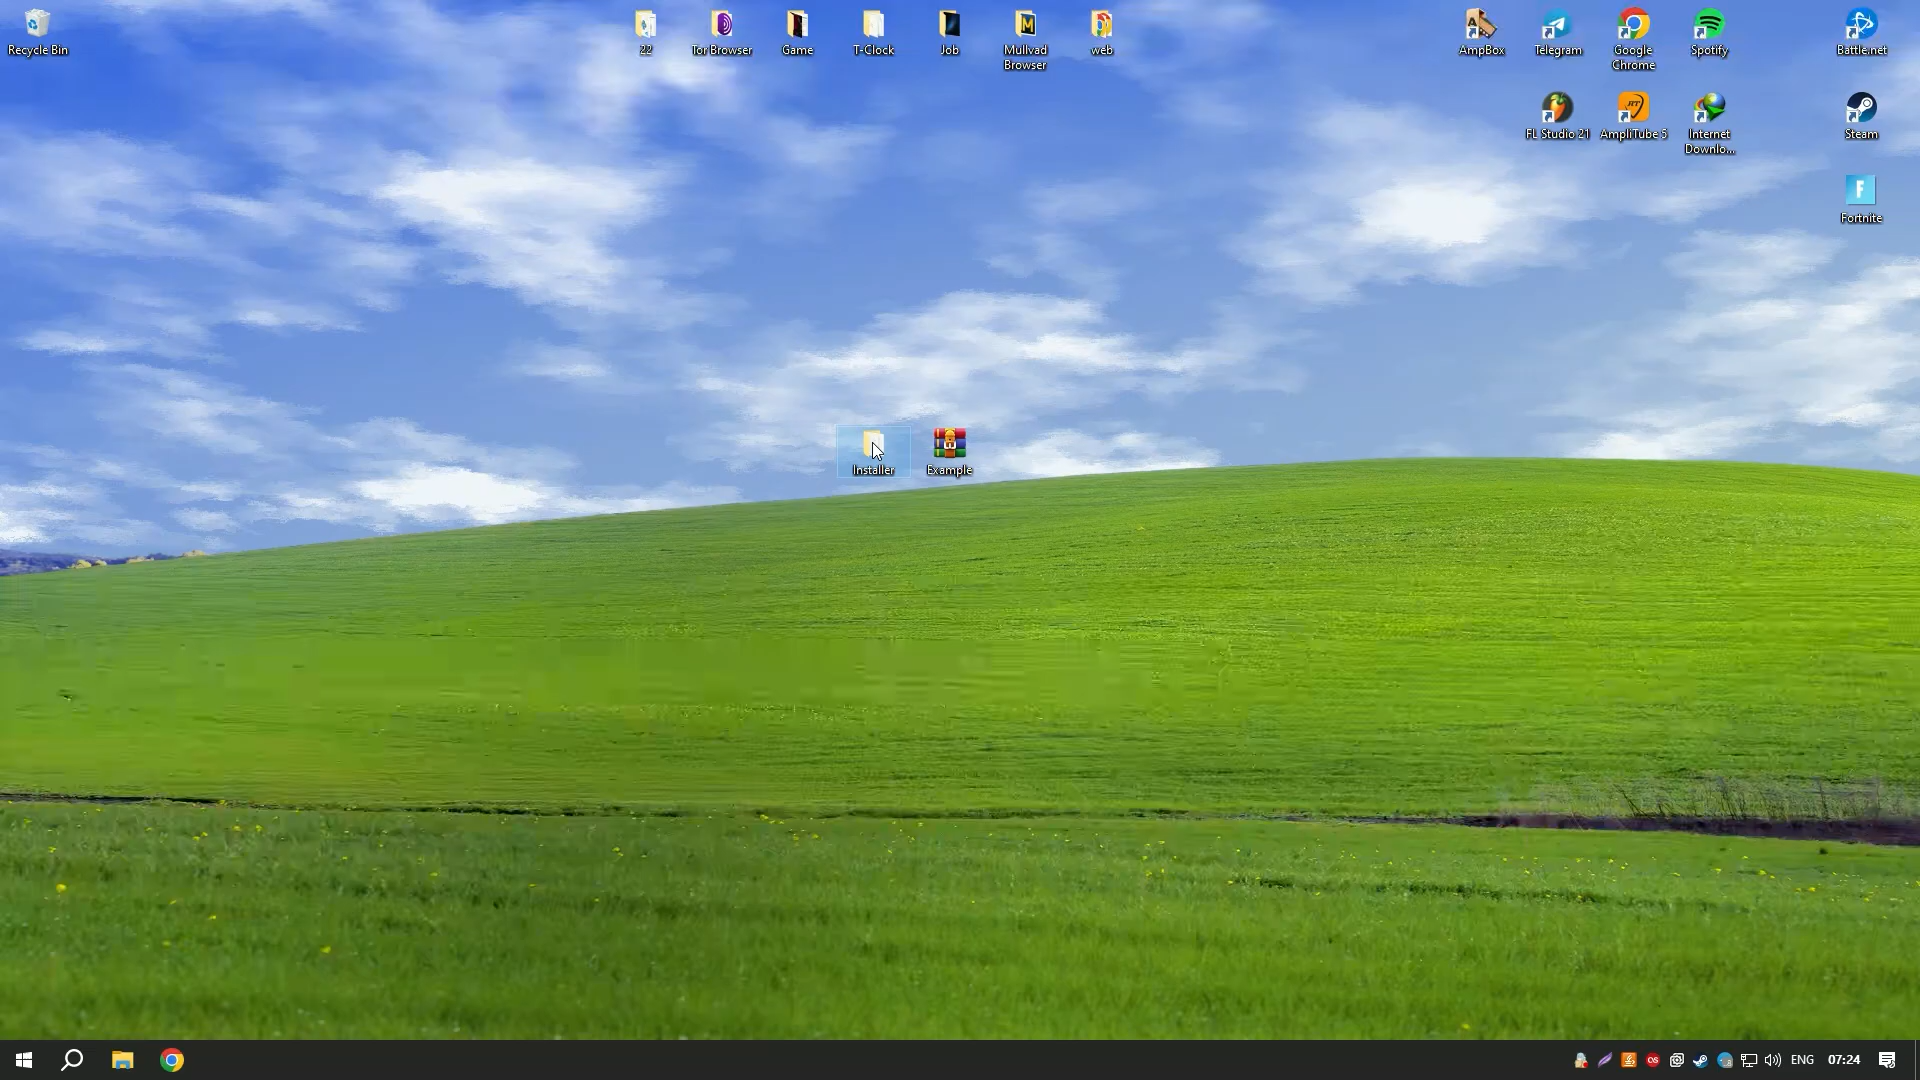 Recycle Bin
22
Tor Browser
Game
T-Clock
Job
Mullvad
Browser
web
AmpBox
Telegram
Google
Chrome
Spotify
Battle.net
FL Studio 21
AmpliTube 5
Internet
Downlo...
Steam
Fortnite
Installer
Example
ENG
07:24